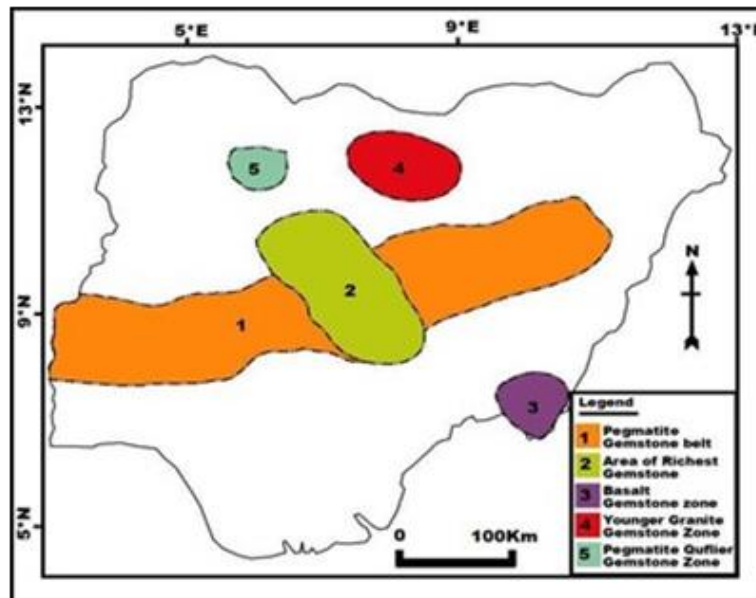 5°E 9°E 13°E
13°N
5 4
N
2
9°N
1
3
Legend
1 Pegmatite
Gemstone belt
2 Area of Richest
Gemstone
3 Basalt
Gemstone zone
4 Younger Granite
Gemstone Zone
5 Pegmatite Quflier
Gemstone Zone
5°N
0 100Km